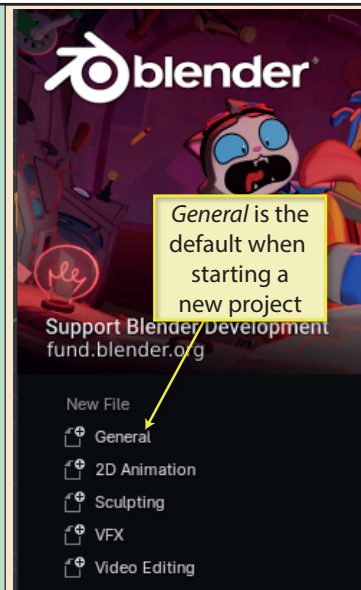 blender
General is the
default when
starting a
new project
Support Blender Development
fund.blender.org
New File
General
2D Animation
Sculpting
VFX
Video Editing